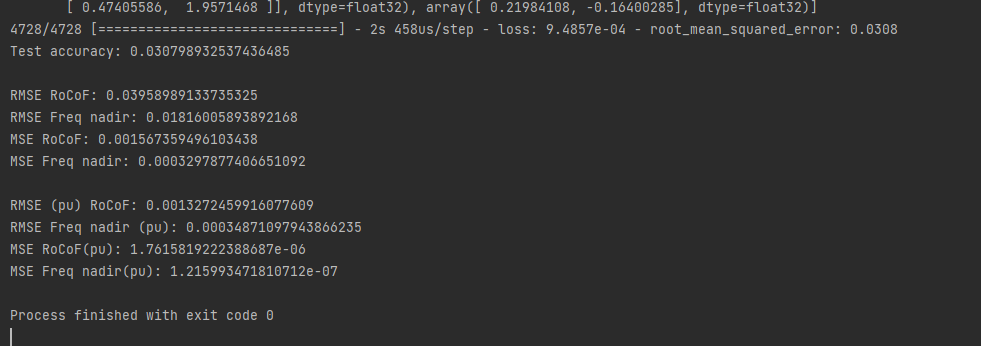 [ 0.47405586,  1.9571468 ]], dtype=float32), array([ 0.21984108, -0.16400285], dtype=float32)]
4728/4728 [==============================] - 2s 458us/step - loss: 9.4857e-04 - root_mean_squared_error: 0.0308
Test accuracy: 0.030798932537436485
RMSE RoCoF: 0.03958989133735325
RMSE Freq nadir: 0.01816005893892168
MSE RoCoF: 0.001567359496103438
MSE Freq nadir: 0.0003297877406651092
RMSE (pu) RoCoF: 0.0013272459916077609
RMSE Freq nadir (pu): 0.00034871097943866235
MSE RoCoF(pu): 1.7615819222388687e-06
MSE Freq nadir(pu): 1.215993471810712e-07
Process finished with exit code 0